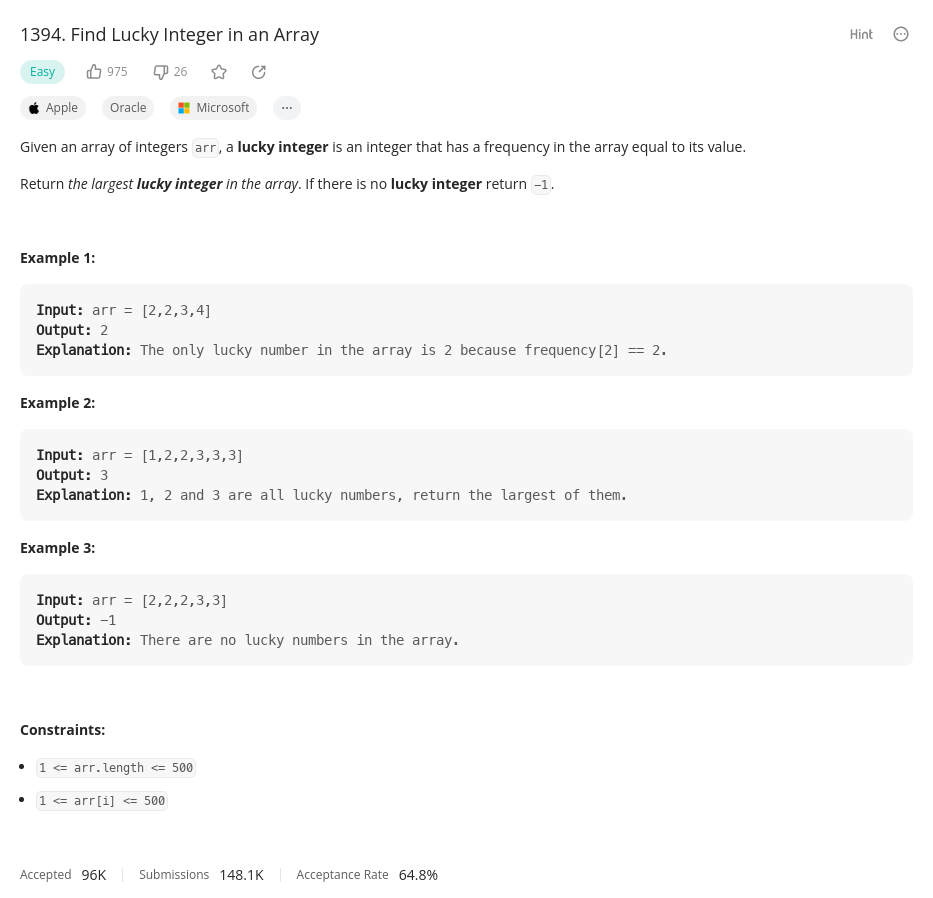 1394. Find Lucky Integer in an Array
Hint
Easy
975
26
Apple
Oracle
Microsoft
Given an array of integers arr, a lucky integer is an integer that has a frequency in the array equal to its value.
Return the largest lucky integer in the array. If there is no lucky integer return -1.
Example 1:
Input: arr = [2,2,3,4]
Output: 2
Explanation: The only lucky number in the array is 2 because frequency[2] == 2.
Example 2:
Input: arr = [1,2,2,3,3,3]
Output: 3
Explanation: 1, 2 and 3 are all lucky numbers, return the largest of them.
Example 3:
Input: arr = [2,2,2,3,3]
Output: -1
Explanation: There are no lucky numbers in the array.
Constraints:
1 <= arr.length <= 500
1 <= arr[i] <= 500
Accepted 96K Submissions 148.1K Acceptance Rate 64.8%